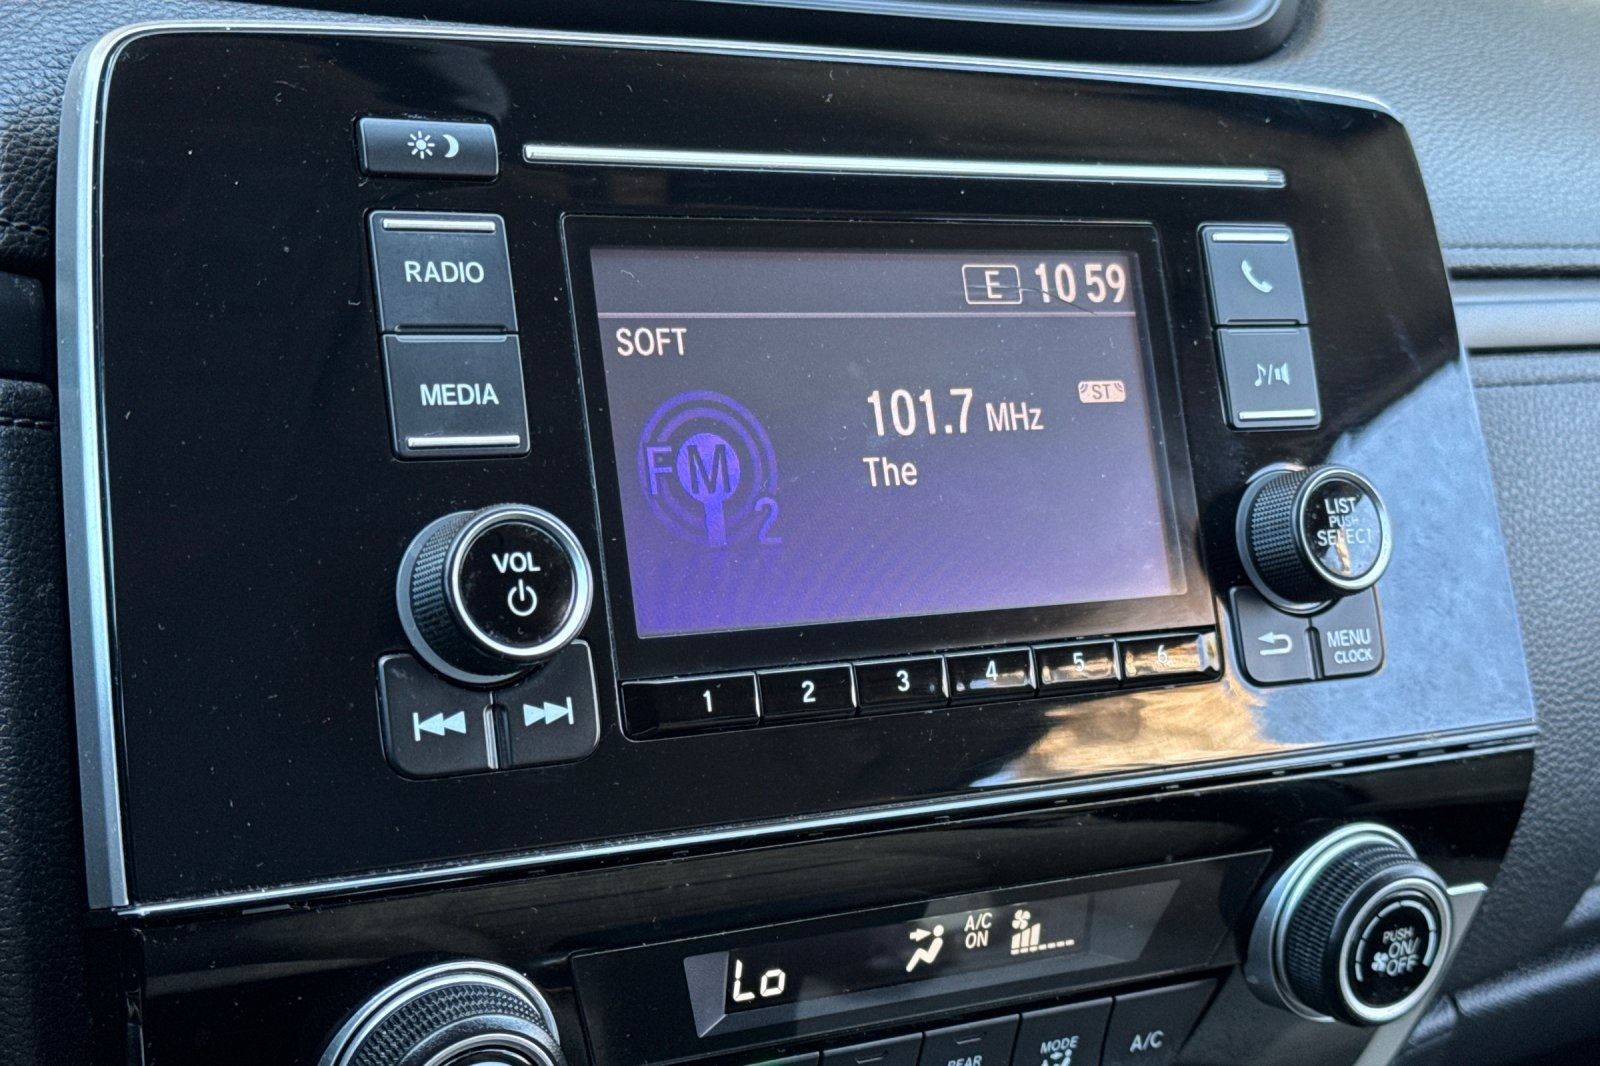 RADIO
MEDIA
VOL
E 10 59
SOFT
101.7 MHz
ST
The
FM
2
LIST
PUSH
SELECT
MENU
CLOCK
1 2 3 4 5 6
Lo
A/C
ON
PUSH
ON/
OFF
REAR
MODE
A/C